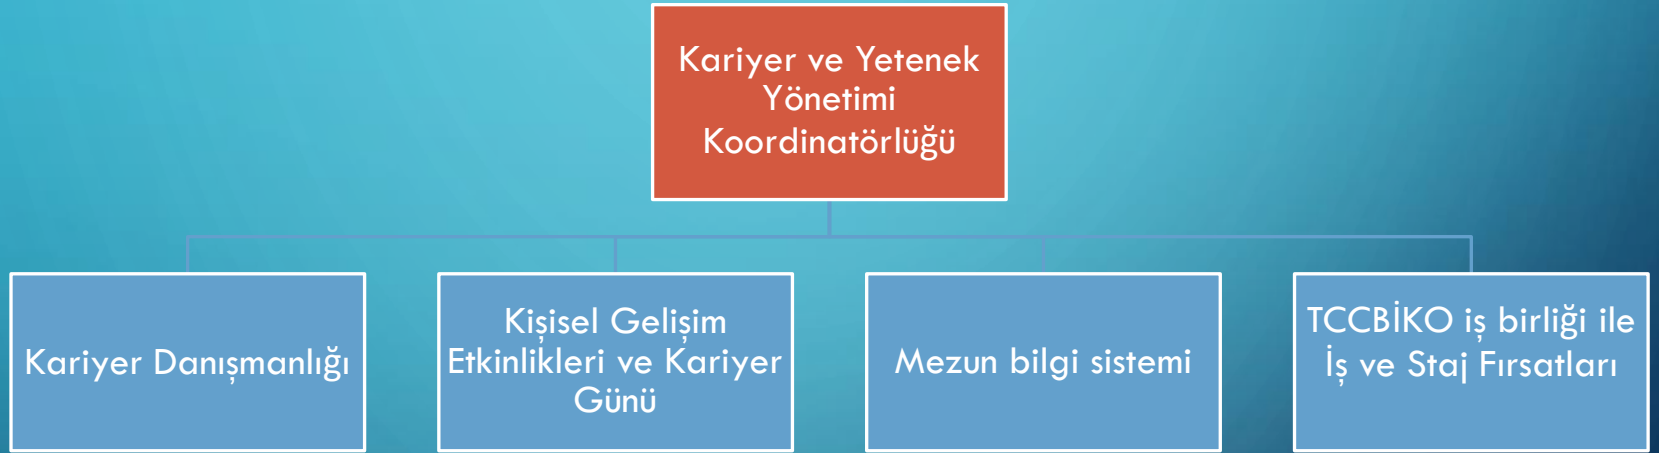 Kariyer ve Yetenek
Yönetimi
Koordinatörlüğü
Kariyer Danışmanlığı
Kişisel Gelişim
Etkinlikleri ve Kariyer
Günü
Mezun bilgi sistemi
TCCBİKO iş birliği ile
İş ve Staj Fırsatları